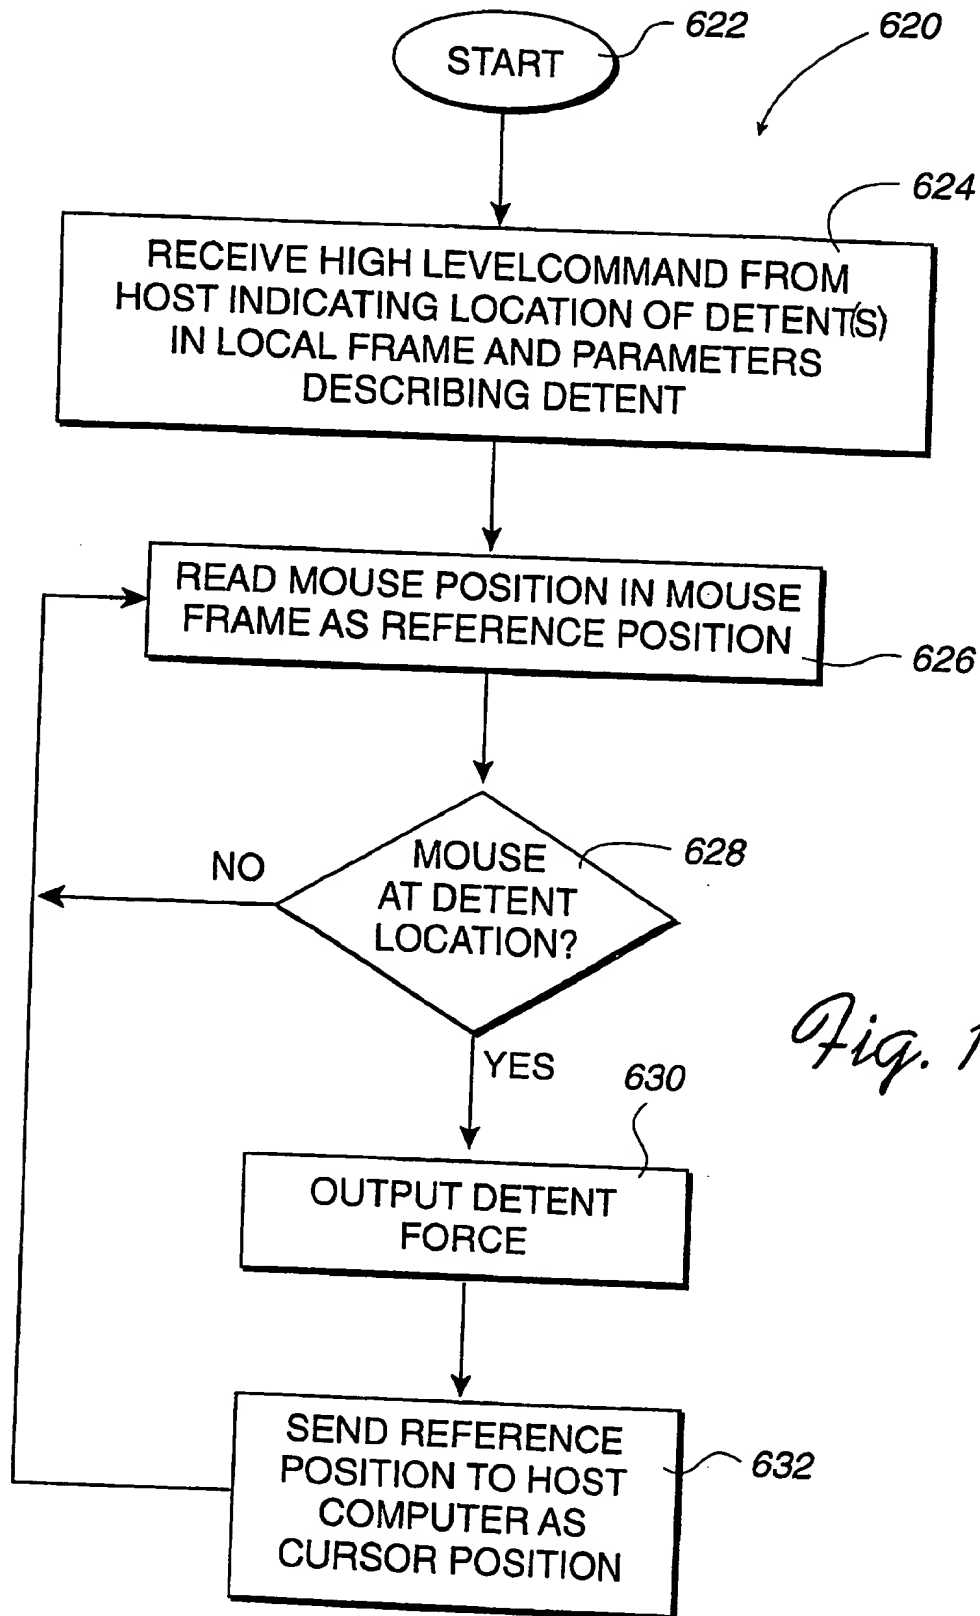 START
622
620
624
RECEIVE HIGH LEVELCOMMAND FROM
HOST INDICATING LOCATION OF DETENT(S)
IN LOCAL FRAME AND PARAMETERS
DESCRIBING DETENT
READ MOUSE POSITION IN MOUSE
FRAME AS REFERENCE POSITION
626
NO
MOUSE
AT DETENT
LOCATION?
628
YES
Fig. 1
630
OUTPUT DETENT
FORCE
SEND REFERENCE
POSITION TO HOST
COMPUTER AS
CURSOR POSITION
632